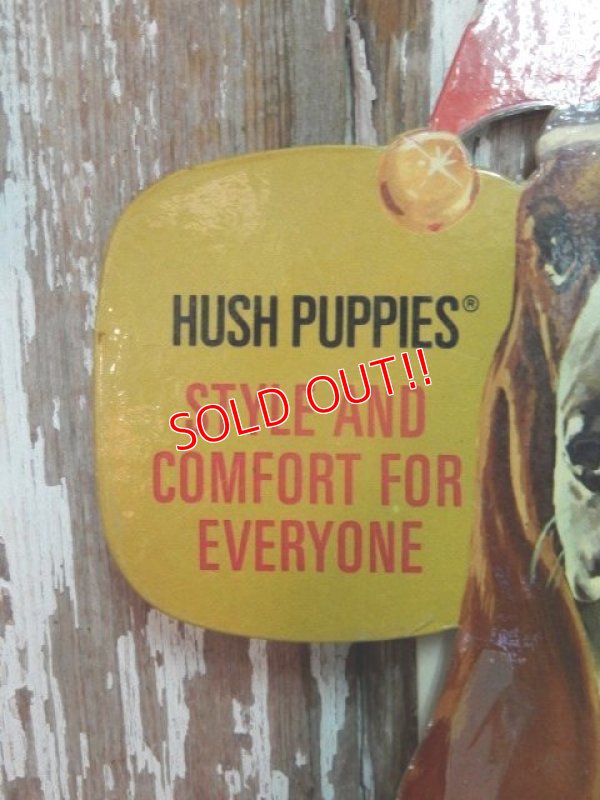 HUSH PUPPIES®
STYLE AND
COMFORT FOR
EVERYONE
SOLD OUT!!